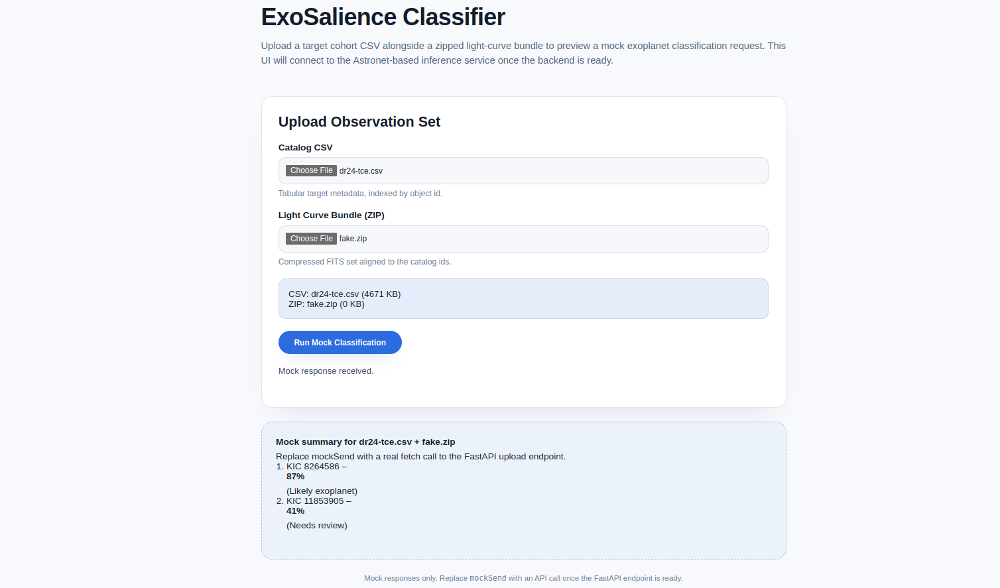 ExoSalience Classifier
Upload a target cohort CSV alongside a zipped light-curve bundle to preview a mock exoplanet classification request. This
UI will connect to the Astronet-based inference service once the backend is ready.
Upload Observation Set
Catalog CSV
Choose File dr24-tce.csv
Tabular target metadata, indexed by object id.
Light Curve Bundle (ZIP)
Choose File fake.zip
Compressed FITS set aligned to the catalog ids.
CSV: dr24-tce.csv (4671 KB)
ZIP: fake.zip (0 KB)
Run Mock Classification
Mock response received.
Mock summary for dr24-tce.csv + fake.zip
Replace mockSend with a real fetch call to the FastAPI upload endpoint.
1. KIC 8264586 –
87%
(Likely exoplanet)
2. KIC 11853905 –
41%
(Needs review)
Mock responses only. Replace mockSend with an API call once the FastAPI endpoint is ready.